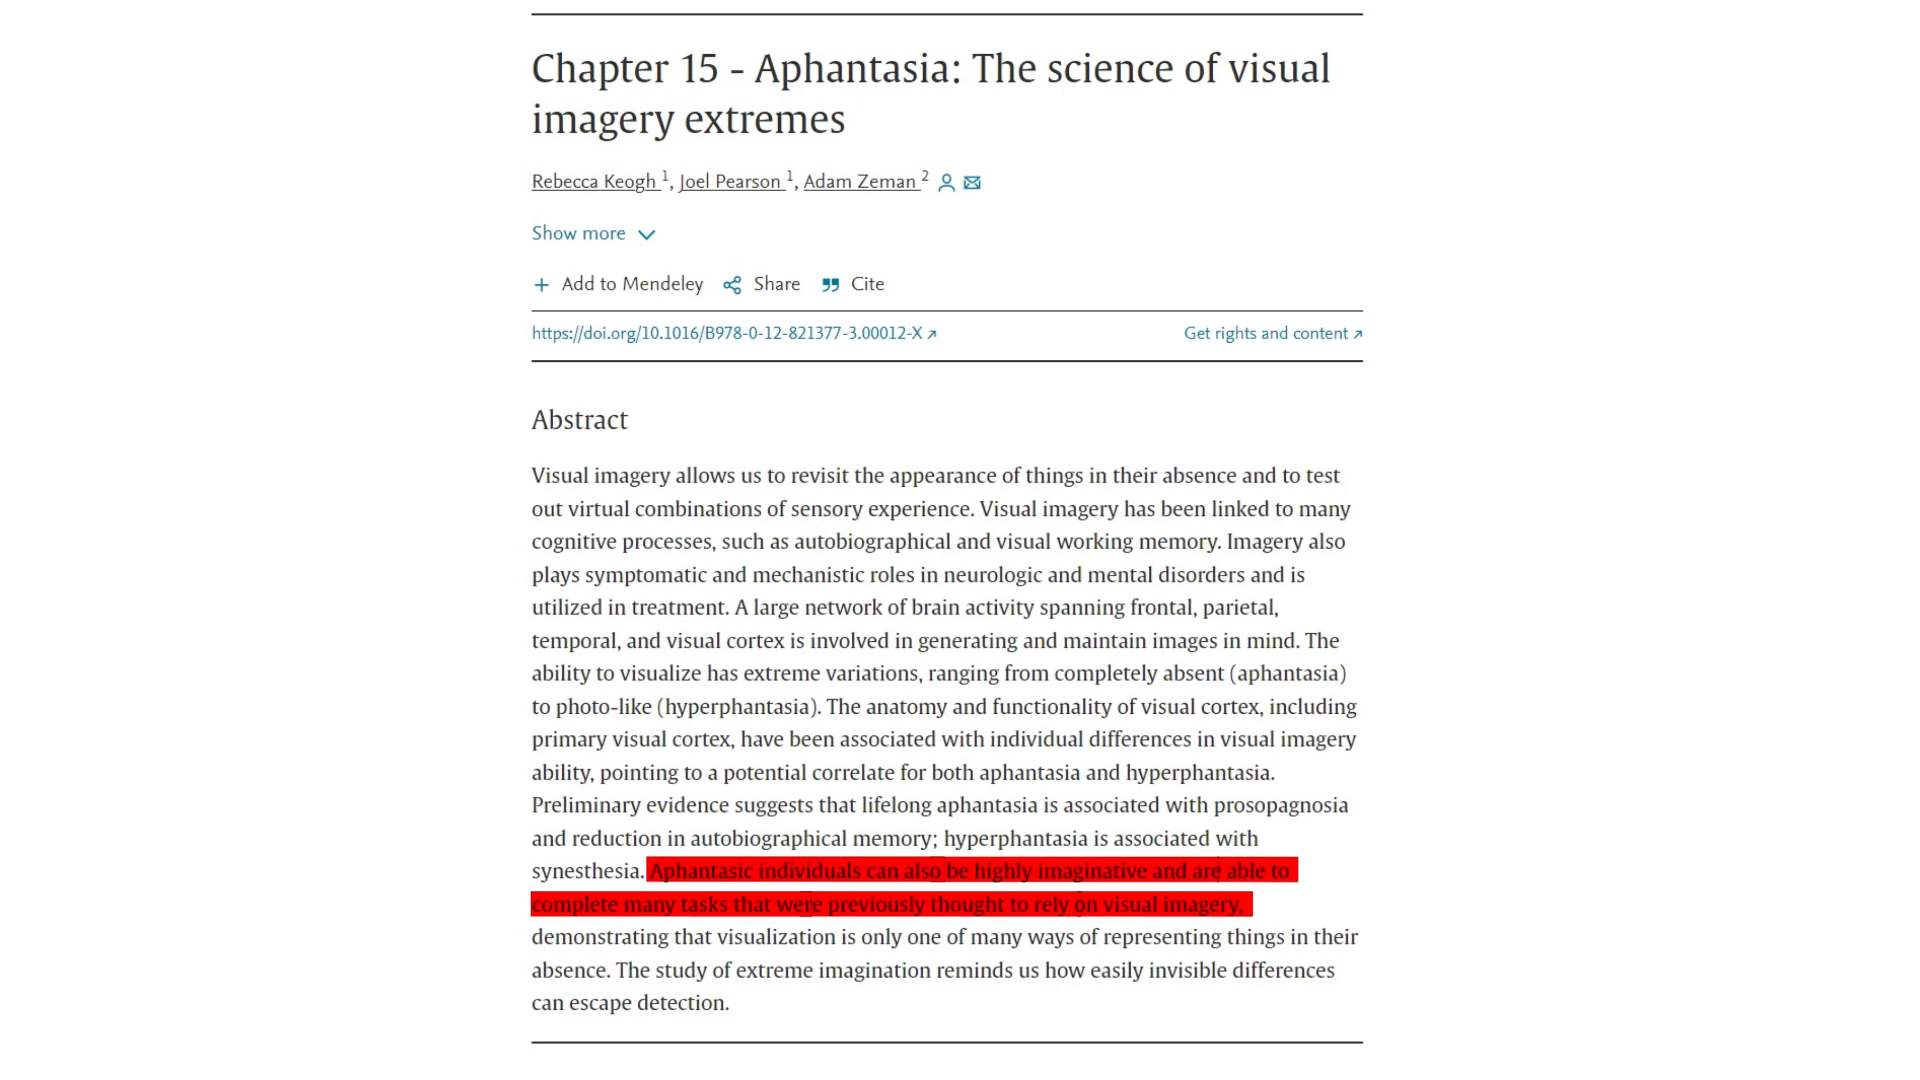 Chapter 15 - Aphantasia: The science of visual
imagery extremes
Rebecca Keogh 1, Joel Pearson 1, Adam Zeman 2
Show more
Add to Mendeley Share Cite
https://doi.org/10.1016/B978-0-12-821377-3.00012-X Get rights and content
Abstract
Visual imagery allows us to revisit the appearance of things in their absence and to test
out virtual combinations of sensory experience. Visual imagery has been linked to many
cognitive processes, such as autobiographical and visual working memory. Imagery also
plays symptomatic and mechanistic roles in neurologic and mental disorders and is
utilized in treatment. A large network of brain activity spanning frontal, parietal,
temporal, and visual cortex is involved in generating and maintain images in mind. The
ability to visualize has extreme variations, ranging from completely absent (aphantasia)
to photo-like (hyperphantasia). The anatomy and functionality of visual cortex, including
primary visual cortex, have been associated with individual differences in visual imagery
ability, pointing to a potential correlate for both aphantasia and hyperphantasia.
Preliminary evidence suggests that lifelong aphantasia is associated with prosopagnosia
and reduction in autobiographical memory; hyperphantasia is associated with
synesthesia. Aphantasic individuals can also be highly imaginative and are able to
complete many tasks that were previously thought to rely on visual imagery,
demonstrating that visualization is only one of many ways of representing things in their
absence. The study of extreme imagination reminds us how easily invisible differences
can escape detection.